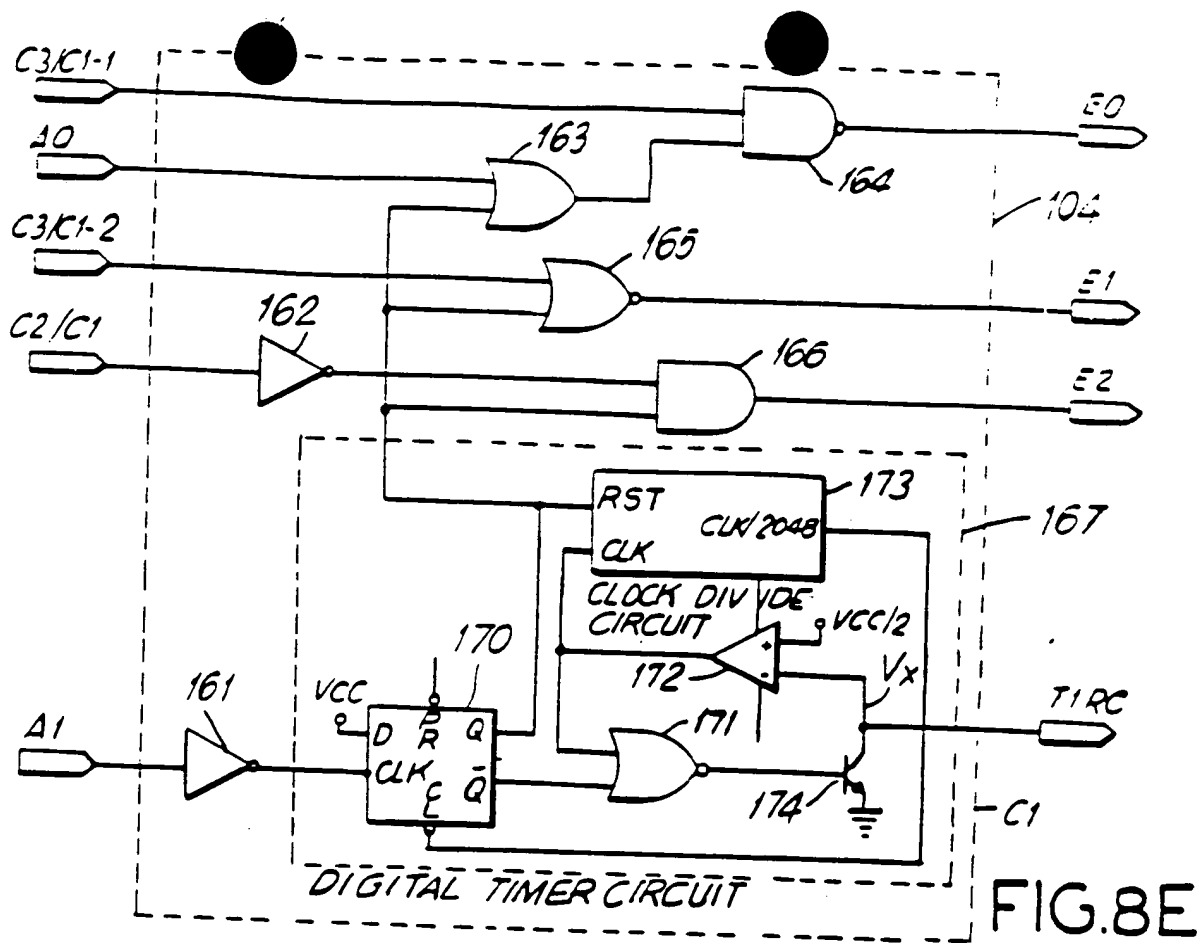 C3/C1-1
E0
A0
163
164
104
C3/C1-2
165
E1
C2/C1
162
166
E2
RST
173
CLK/2048
167
CLK
CLOCK DIVIDE
CIRCUIT
VCC/2
+
-
172
VX
170
VCC
T1RC
A1
161
D
PR
Q
171
CLK
Q̅
CL
174
C1
DIGITAL TIMER CIRCUIT
FIG.8E